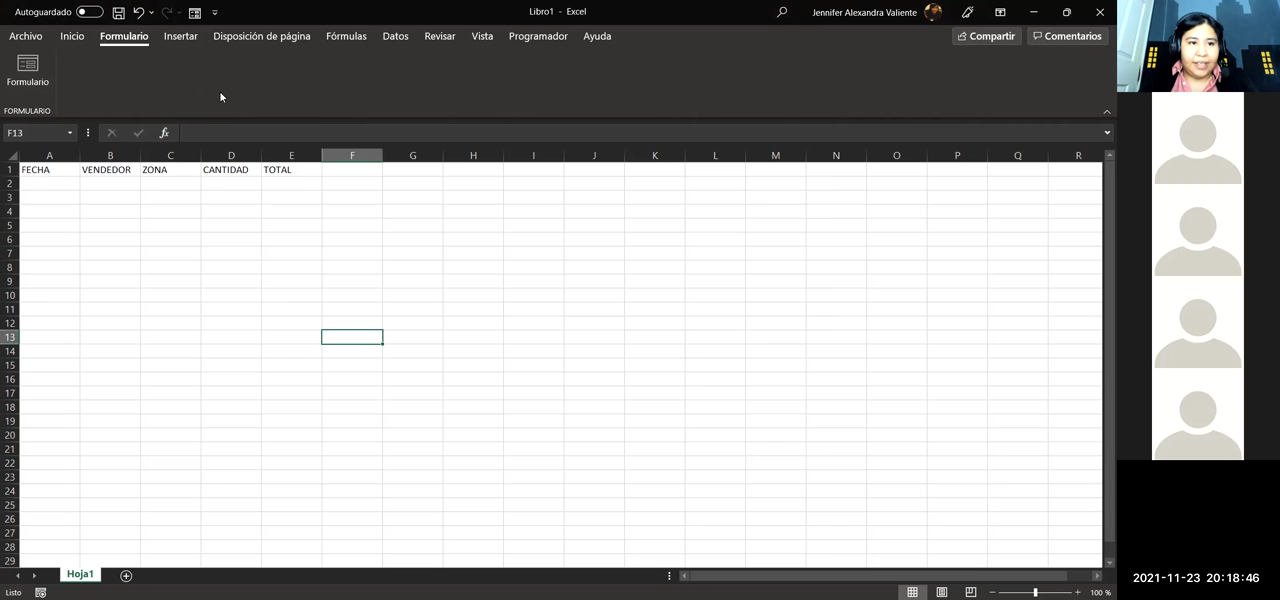 Autoguardado
Libro1 - Excel
Jennifer Alexandra Valiente
Archivo Inicio Formulario Insertar Disposición de página Fórmulas Datos Revisar Vista Programador Ayuda
Compartir Comentarios
Formulario
FORMULARIO
F13 fx
A B C D E F G H I J K L M N O P Q R
1 FECHA VENDEDOR ZONA CANTIDAD TOTAL
2
3
4
5
6
7
8
9
10
11
12
13
14
15
16
17
18
19
20
21
22
23
24
25
26
27
28
29
Hoja1
2021-11-23 20:18:46
Listo 100 %